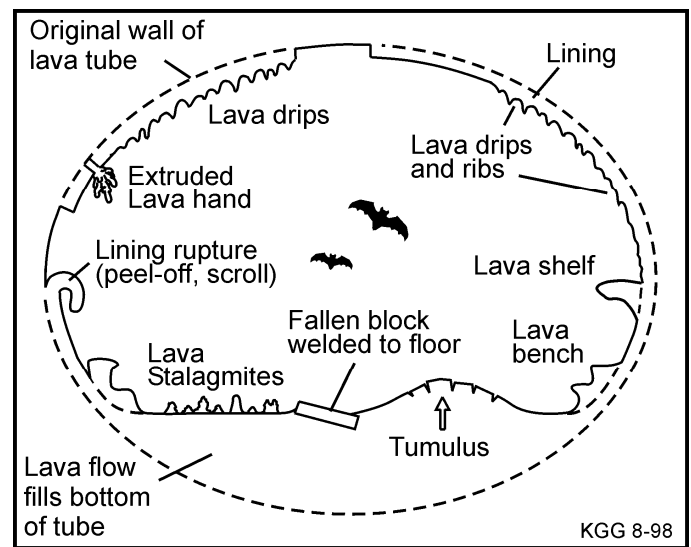 Original wall of
lava tube
Lining
Lava drips
Lava drips
and ribs
Extruded
Lava hand
Lining rupture
(peel-off, scroll)
Lava shelf
Fallen block
welded to floor
Lava
bench
Lava
Stalagmites
Tumulus
Lava flow
fills bottom
of tube
KGG 8-98